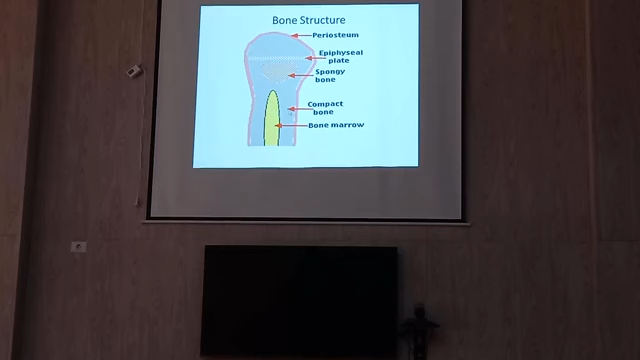 Bone Structure
Periosteum
Epiphyseal
plate
Spongy
bone
Compact
bone
Bone marrow